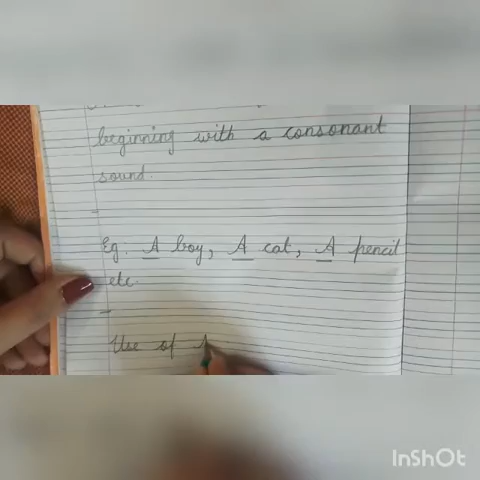 beginning with a consonant
sound.
Eg: A boy, A cat, A pencil
etc.
Use of A
InShOt